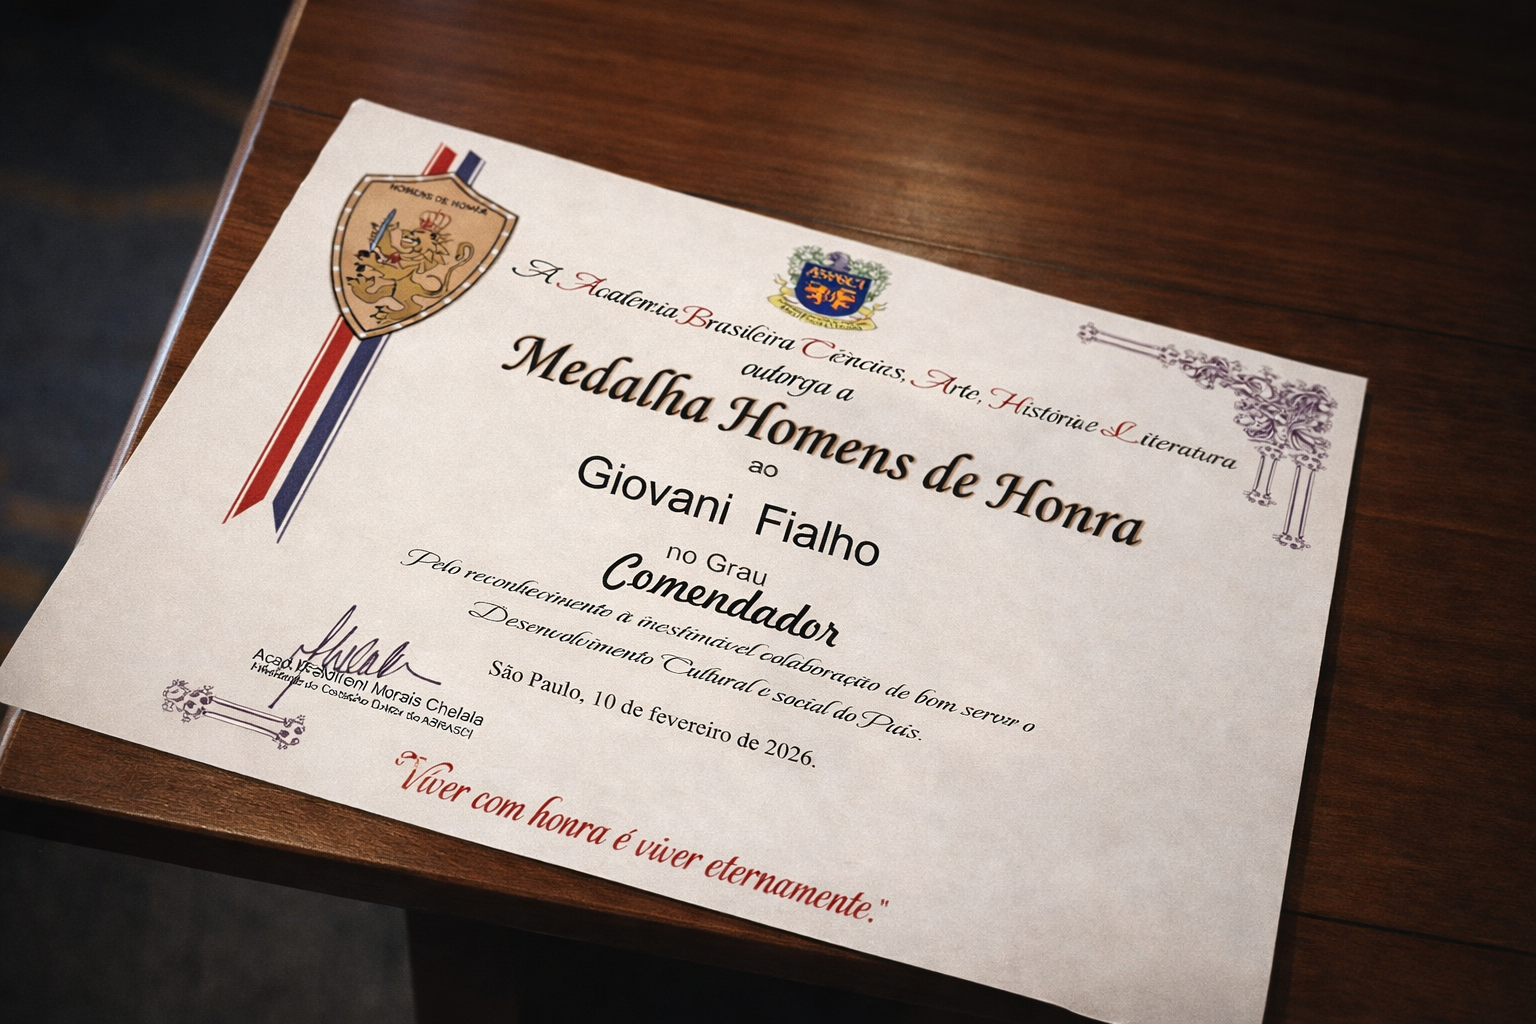 HOMENS DE HONRA
A Academia Brasileira Ciências, Arte, História e Literatura
outorga a
Medalha Homens de Honra
ao
Giovani Fialho
no Grau
Comendador
Pelo reconhecimento à inestimável colaboração de bom servir o
Desenvolvimento Cultural e social do País.
São Paulo, 10 de fevereiro de 2026.
Morais Chelala
do ABRASCI
"Viver com honra é viver eternamente."